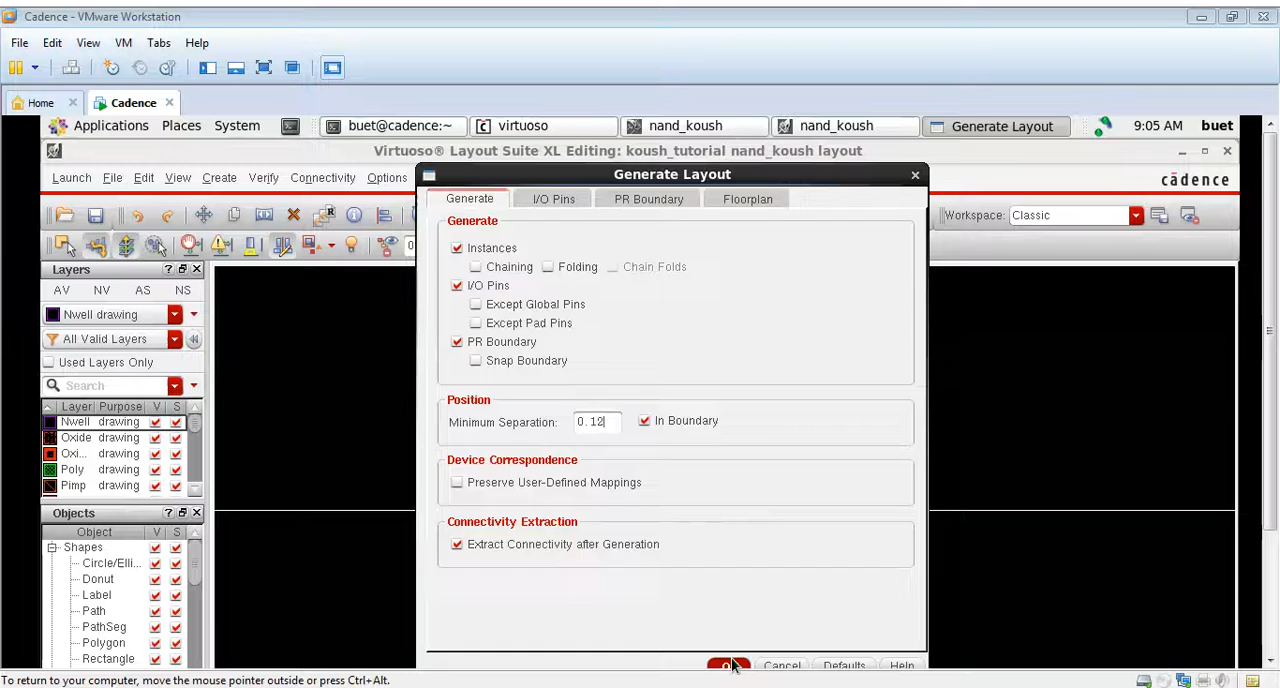 Cadence - VMware Workstation
File Edit View VM Tabs Help
Home Cadence
Applications Places System buet@cadence:~ virtuoso nand_koush nand_koush Generate Layout 9:05 AM buet
Virtuoso® Layout Suite XL Editing: koush_tutorial nand_koush layout
Launch File Edit View Create Verify Connectivity Options
cādence
Workspace: Classic
Layers
AV NV AS NS
Nwell drawing
All Valid Layers
Used Layers Only
Search
Layer Purpose V S
Nwell drawing
Oxide drawing
Oxi... drawing
Poly drawing
Pimp drawing
Objects
Object V S
Shapes
Circle/Elli...
Donut
Label
Path
PathSeg
Polygon
Rectangle
Generate Layout
Generate I/O Pins PR Boundary Floorplan
Generate
Instances
Chaining Folding Chain Folds
I/O Pins
Except Global Pins
Except Pad Pins
PR Boundary
Snap Boundary
Position
Minimum Separation: 0.12 In Boundary
Device Correspondence
Preserve User-Defined Mappings
Connectivity Extraction
Extract Connectivity after Generation
Cancel Defaults Help
To return to your computer, move the mouse pointer outside or press Ctrl+Alt.